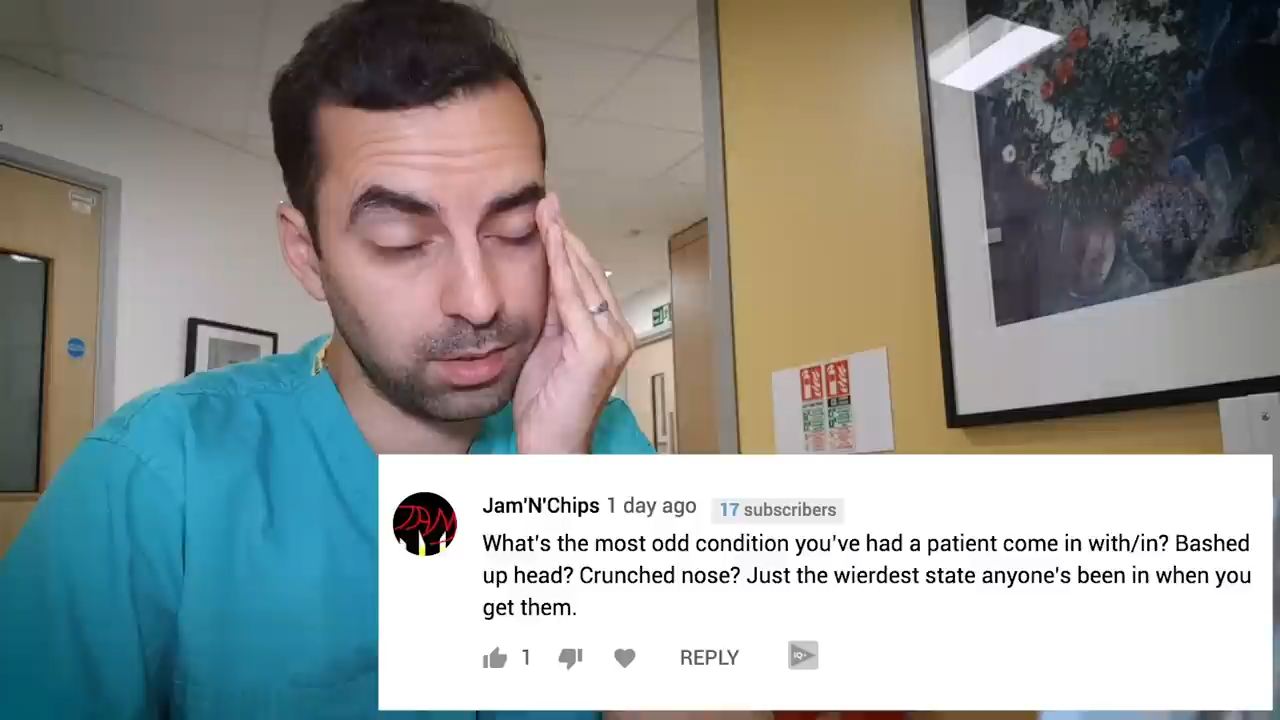 Jam'N'Chips 1 day ago 17 subscribers
What's the most odd condition you've had a patient come in with/in? Bashed
up head? Crunched nose? Just the wierdest state anyone's been in when you
get them.
1 REPLY